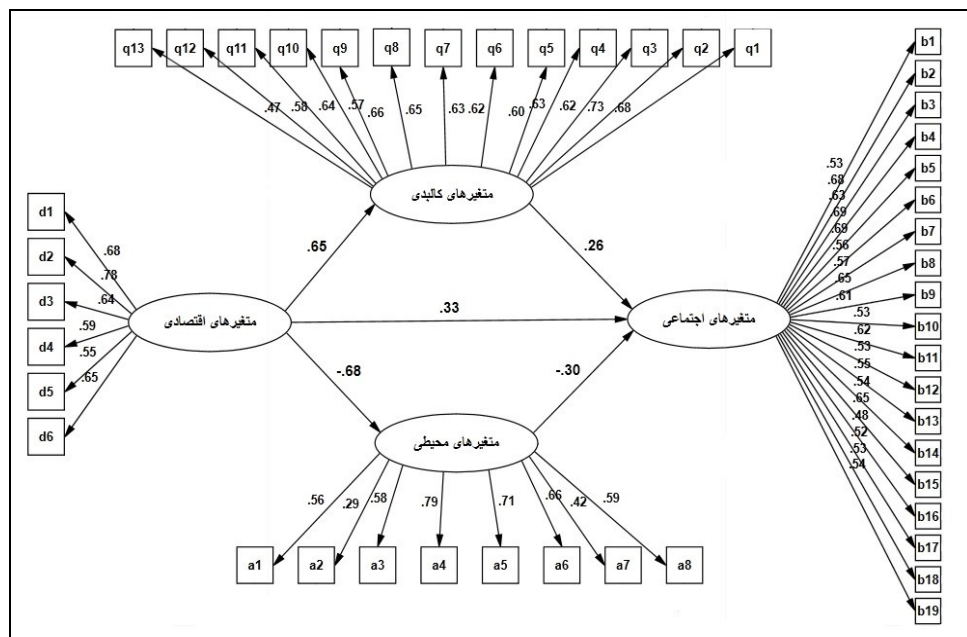 q13 q12 q11 q10 q9 q8 q7 q6 q5 q4 q3 q2 q1
.47 .58 .64 .57 .66 .65 .63 .62 .60 .63 .62 .73 .68
متغیرهای کالبدی
d1
d2
d3
d4
d5
d6
.68
.78
.64
.59
.55
.65
متغیرهای اقتصادی
.65
.26
.33
-.68
-.30
متغیرهای اجتماعی
متغیرهای محیطی
.56 .29 .58 .79 .71 .66 .42 .59
a1 a2 a3 a4 a5 a6 a7 a8
.53
.68
.63
.69
.69
.56
.57
.65
.61
.53
.62
.53
.55
.54
.65
.48
.52
.53
.54
b1
b2
b3
b4
b5
b6
b7
b8
b9
b10
b11
b12
b13
b14
b15
b16
b17
b18
b19